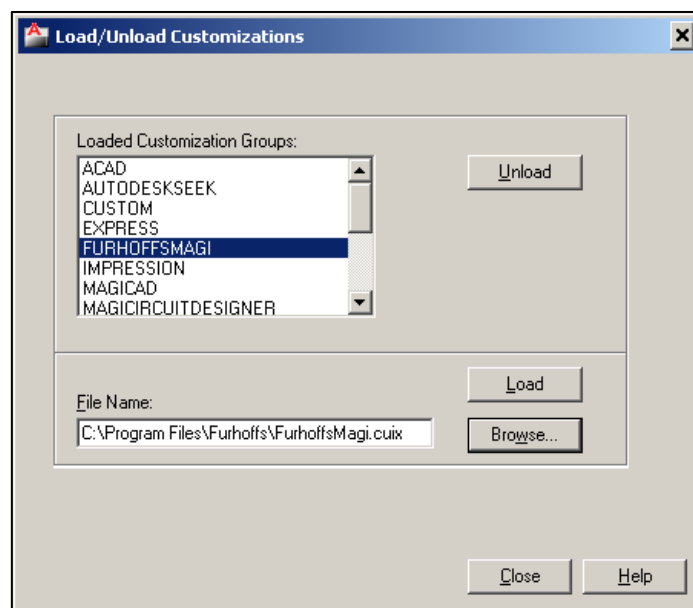 Load/Unload Customizations
Loaded Customization Groups:
ACAD
AUTODESKSEEK
CUSTOM
EXPRESS
FURHOFFSMAGI
IMPRESSION
MAGICAD
MAGICIRCUITDESIGNER
Unload
Load
File Name:
C:\Program Files\Furhoffs\FurhoffsMagi.cuix
Browse...
Close
Help